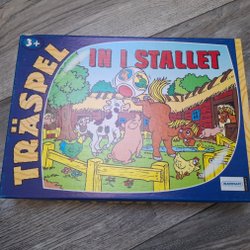 3+
TRÄSPEL
IN I STALLET